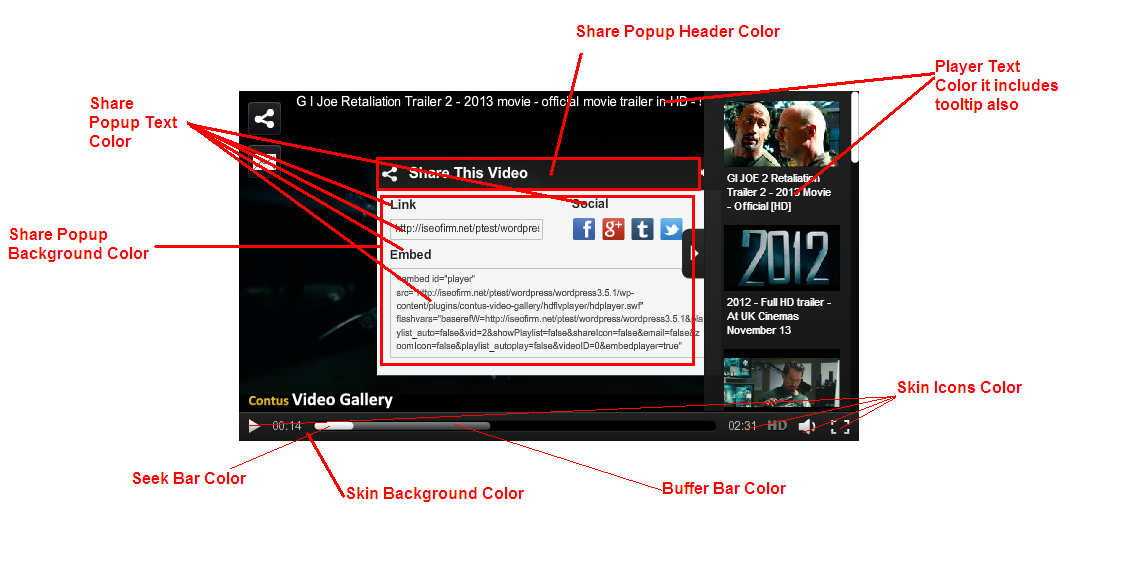 Share Popup Header Color
Player Text
Color it includes
tooltip also
Share
Popup Text
Color
G I Joe Retaliation Trailer 2 - 2013 movie - official movie trailer in HD -
Share This Video
Link
Social
http://iseofirm.net/ptest/wordpres
Embed
embed id="player"
src="http://iseofirm.net/ptest/wordpress/wordpress3.5.1/wp-
content/plugins/contus-video-gallery/hdflvplayer/hdplayer.swf"
flashvars="baserefW=http://iseofirm.net/ptest/wordpress/wordpress3.5.1&pla
ylist_auto=false&vid=2&showPlaylist=false&shareIcon=false&email=false&z
oomIcon=false&playlist_autoplay=false&videoID=0&embedplayer=true"
Share Popup
Background Color
GI JOE 2 Retaliation
Trailer 2 - 2013 Movie
- Official [HD]
2012
2012 - Full HD trailer -
At UK Cinemas
November 13
Contus Video Gallery
00:14
02:31
HD
Skin Icons Color
Seek Bar Color
Skin Background Color
Buffer Bar Color